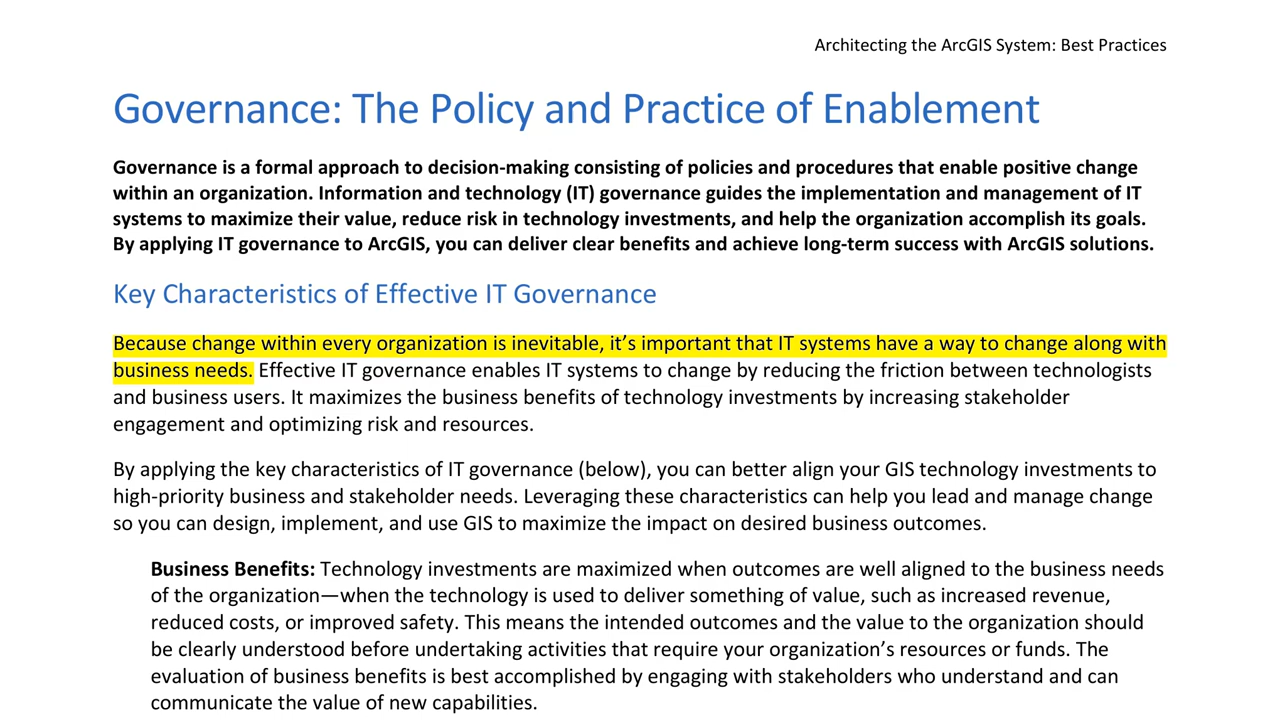 Architecting the ArcGIS System: Best Practices
Governance: The Policy and Practice of Enablement
Governance is a formal approach to decision-making consisting of policies and procedures that enable positive change
within an organization. Information and technology (IT) governance guides the implementation and management of IT
systems to maximize their value, reduce risk in technology investments, and help the organization accomplish its goals.
By applying IT governance to ArcGIS, you can deliver clear benefits and achieve long-term success with ArcGIS solutions.
Key Characteristics of Effective IT Governance
Because change within every organization is inevitable, it’s important that IT systems have a way to change along with
business needs. Effective IT governance enables IT systems to change by reducing the friction between technologists
and business users. It maximizes the business benefits of technology investments by increasing stakeholder
engagement and optimizing risk and resources.
By applying the key characteristics of IT governance (below), you can better align your GIS technology investments to
high-priority business and stakeholder needs. Leveraging these characteristics can help you lead and manage change
so you can design, implement, and use GIS to maximize the impact on desired business outcomes.
Business Benefits: Technology investments are maximized when outcomes are well aligned to the business needs
of the organization—when the technology is used to deliver something of value, such as increased revenue,
reduced costs, or improved safety. This means the intended outcomes and the value to the organization should
be clearly understood before undertaking activities that require your organization’s resources or funds. The
evaluation of business benefits is best accomplished by engaging with stakeholders who understand and can
communicate the value of new capabilities.